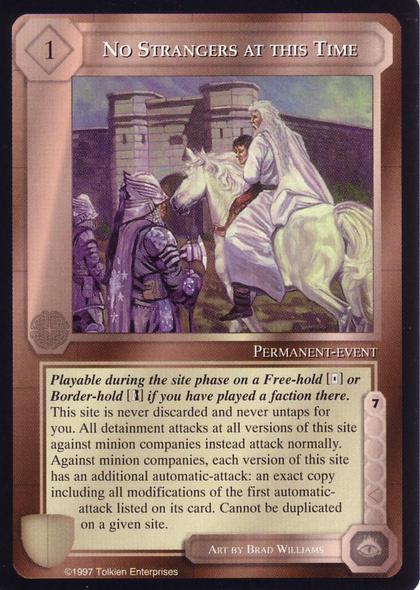 1
No Strangers at this Time
Permanent-event
Playable during the site phase on a Free-hold [] or
Border-hold [] if you have played a faction there.
This site is never discarded and never untaps for
you. All detainment attacks at all versions of this site
against minion companies instead attack normally.
Against minion companies, each version of this site
has an additional automatic-attack: an exact copy
including all modifications of the first automatic-
attack listed on its card. Cannot be duplicated
on a given site.
7
Art by Brad Williams
©1997 Tolkien Enterprises